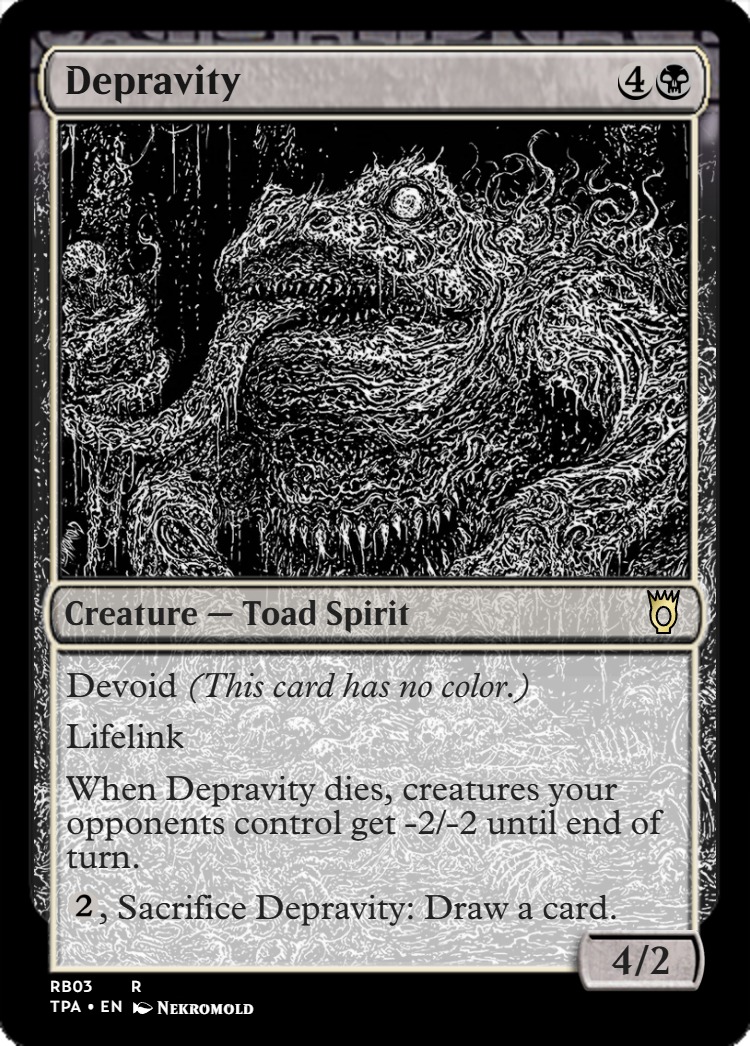 Depravity 4
Creature — Toad Spirit
Devoid (This card has no color.)
Lifelink
When Depravity dies, creatures your
opponents control get -2/-2 until end of
turn.
2, Sacrifice Depravity: Draw a card.
4/2
RB03 R
TPA • EN Nekromold